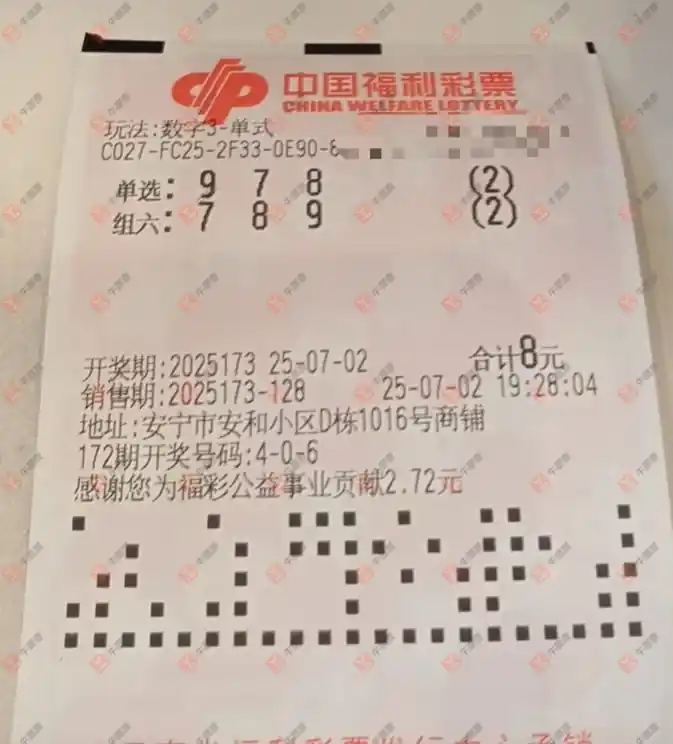 中国福利彩票
CHINA WELFARE LOTTERY
玩法:数字3-单式
C027-FC25-2F33-0E90-
单选: 9 7 8 (2)
组六: 7 8 9 (2)
开奖期:2025173 25-07-02 合计8元
销售期:2025173-128 25-07-02 19:28:04
地址:安宁市安和小区D栋1016号商铺
172期开奖号码:4-0-6
感谢您为福彩公益事业贡献2.72元